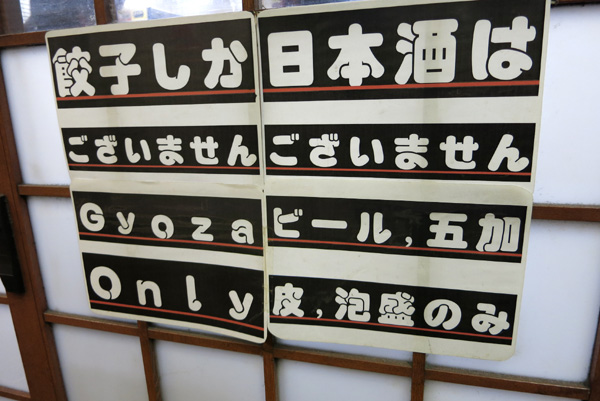 餃子しか
ございません
Gyoza
Only
日本酒は
ございません
ビール,五加
皮,泡盛のみ